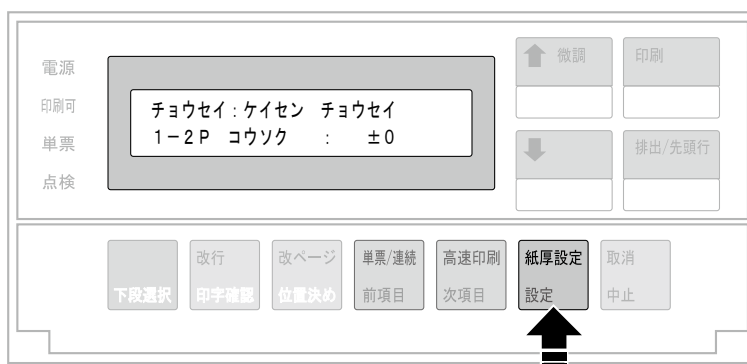 電源
印刷可
単票
点検
チョウセイ:ケイセン チョウセイ
1-2P コウソク : ±0
微調
印刷
排出/先頭行
下段選択
改行
印字確認
改ページ
位置決め
単票/連続
前項目
高速印刷
次項目
紙厚設定
設定
取消
中止